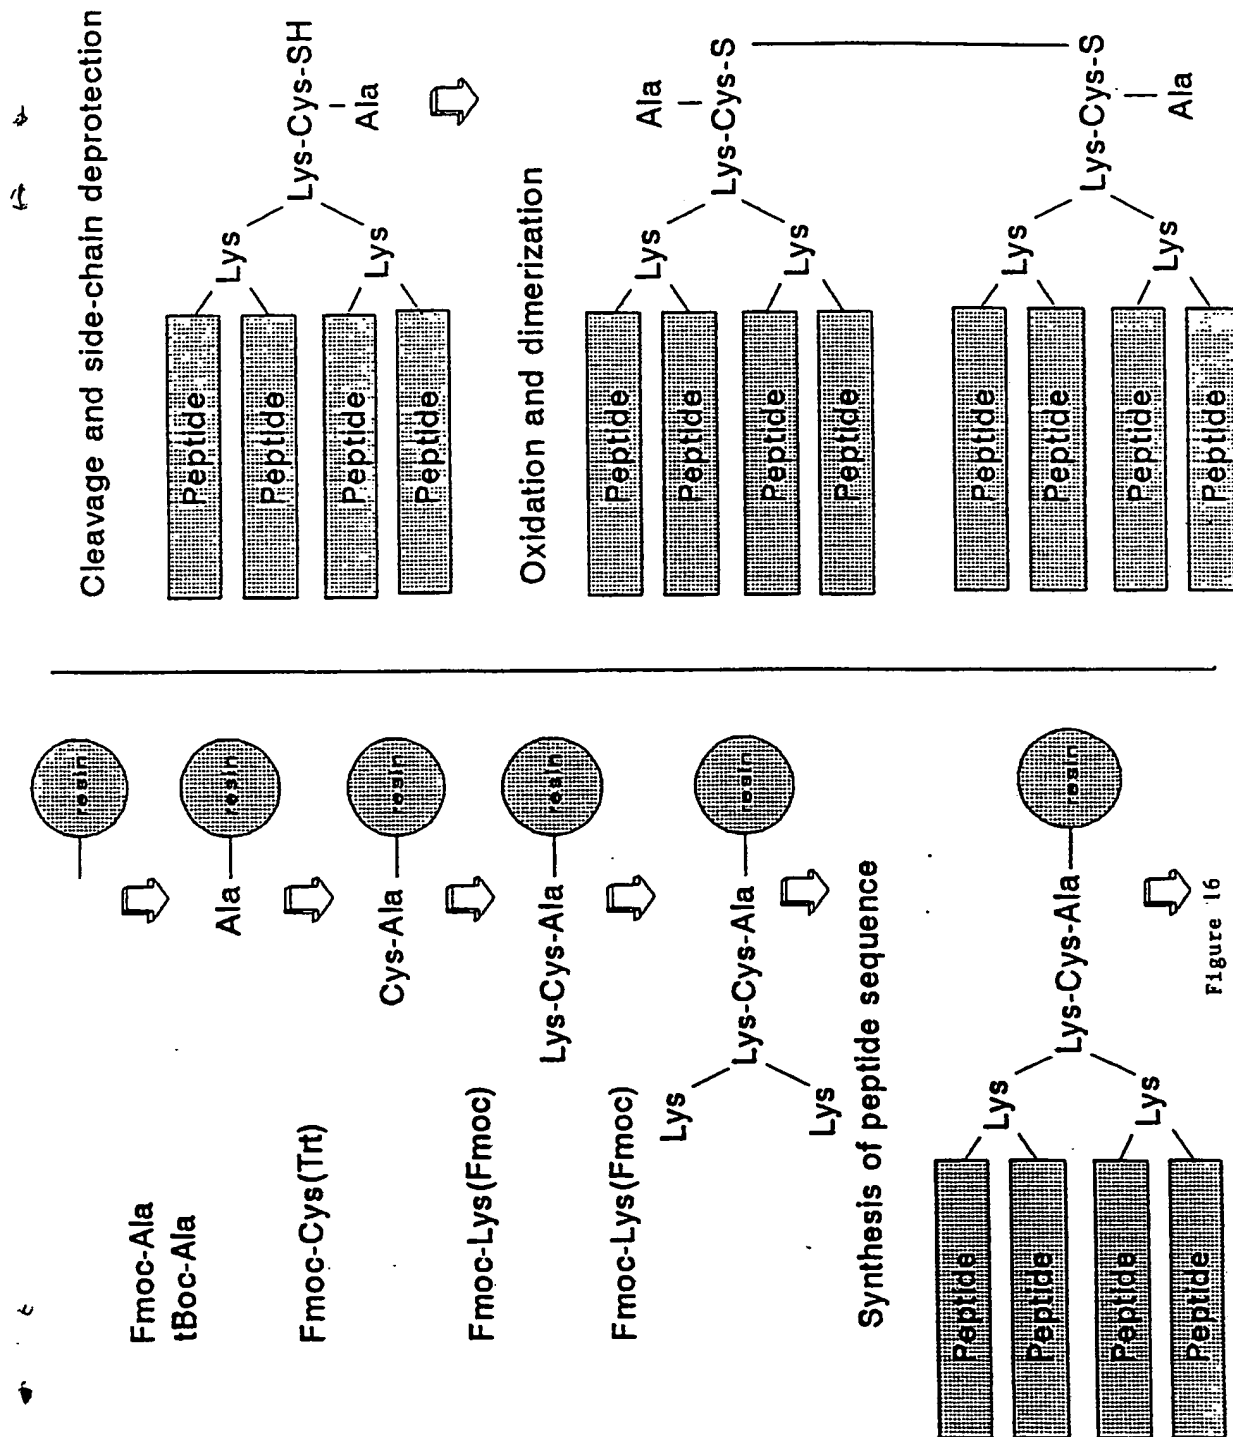 resin
Fmoc-Ala
tBoc-Ala
Ala
resin
Fmoc-Cys(Trt)
Cys-Ala
resin
Fmoc-Lys(Fmoc)
Lys-Cys-Ala
resin
Fmoc-Lys(Fmoc)
Lys
Lys-Cys-Ala
resin
Lys
Synthesis of peptide sequence
Peptide
Peptide
Lys
Lys-Cys-Ala
resin
Peptide
Peptide
Lys
Cleavage and side-chain deprotection
Peptide
Peptide
Lys
Lys-Cys-SH
Ala
Peptide
Peptide
Lys
Oxidation and dimerization
Peptide
Peptide
Lys
Ala
Lys-Cys-S
Peptide
Peptide
Lys
Peptide
Peptide
Lys
Lys-Cys-S
Ala
Peptide
Peptide
Lys
Figure 16